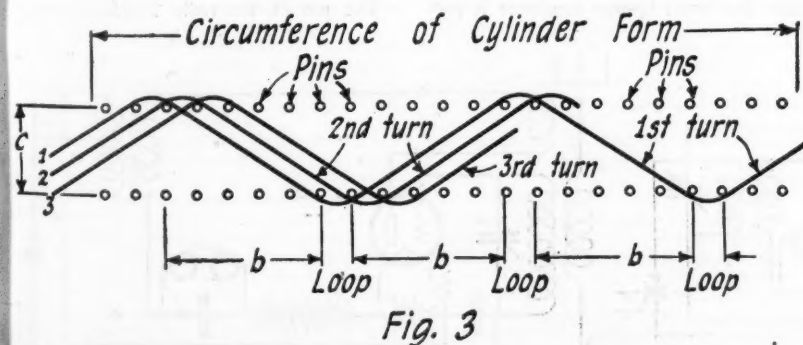 Circumference of Cylinder Form
Pins
Pins
C
2nd turn
1st turn
1
2
3
3rd turn
b
b
b
Loop
Loop
Loop
Fig. 3